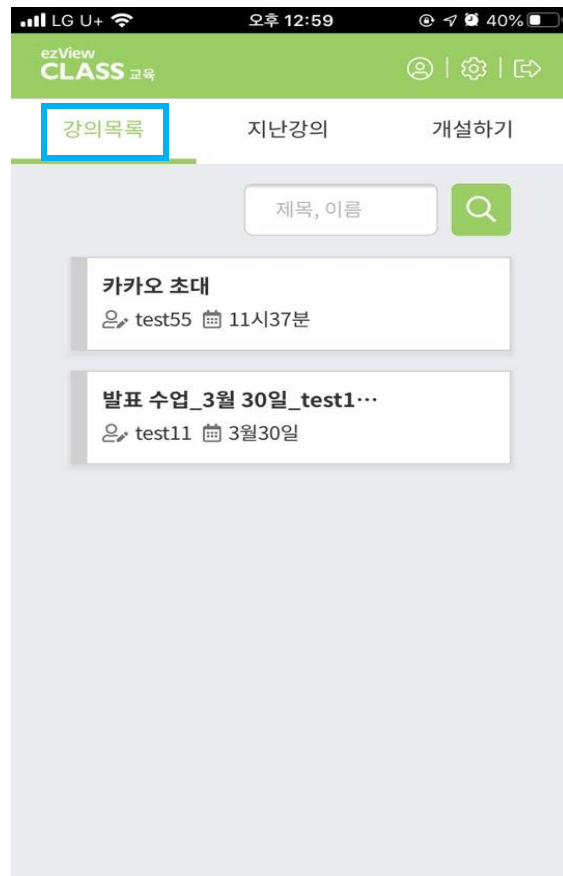 LG U+ 오후 12:59 40%
ezView
CLASS 교육
강의목록 지난강의 개설하기
제목, 이름
카카오 초대
test55 11시37분
발표 수업_3월 30일_test1···
test11 3월30일